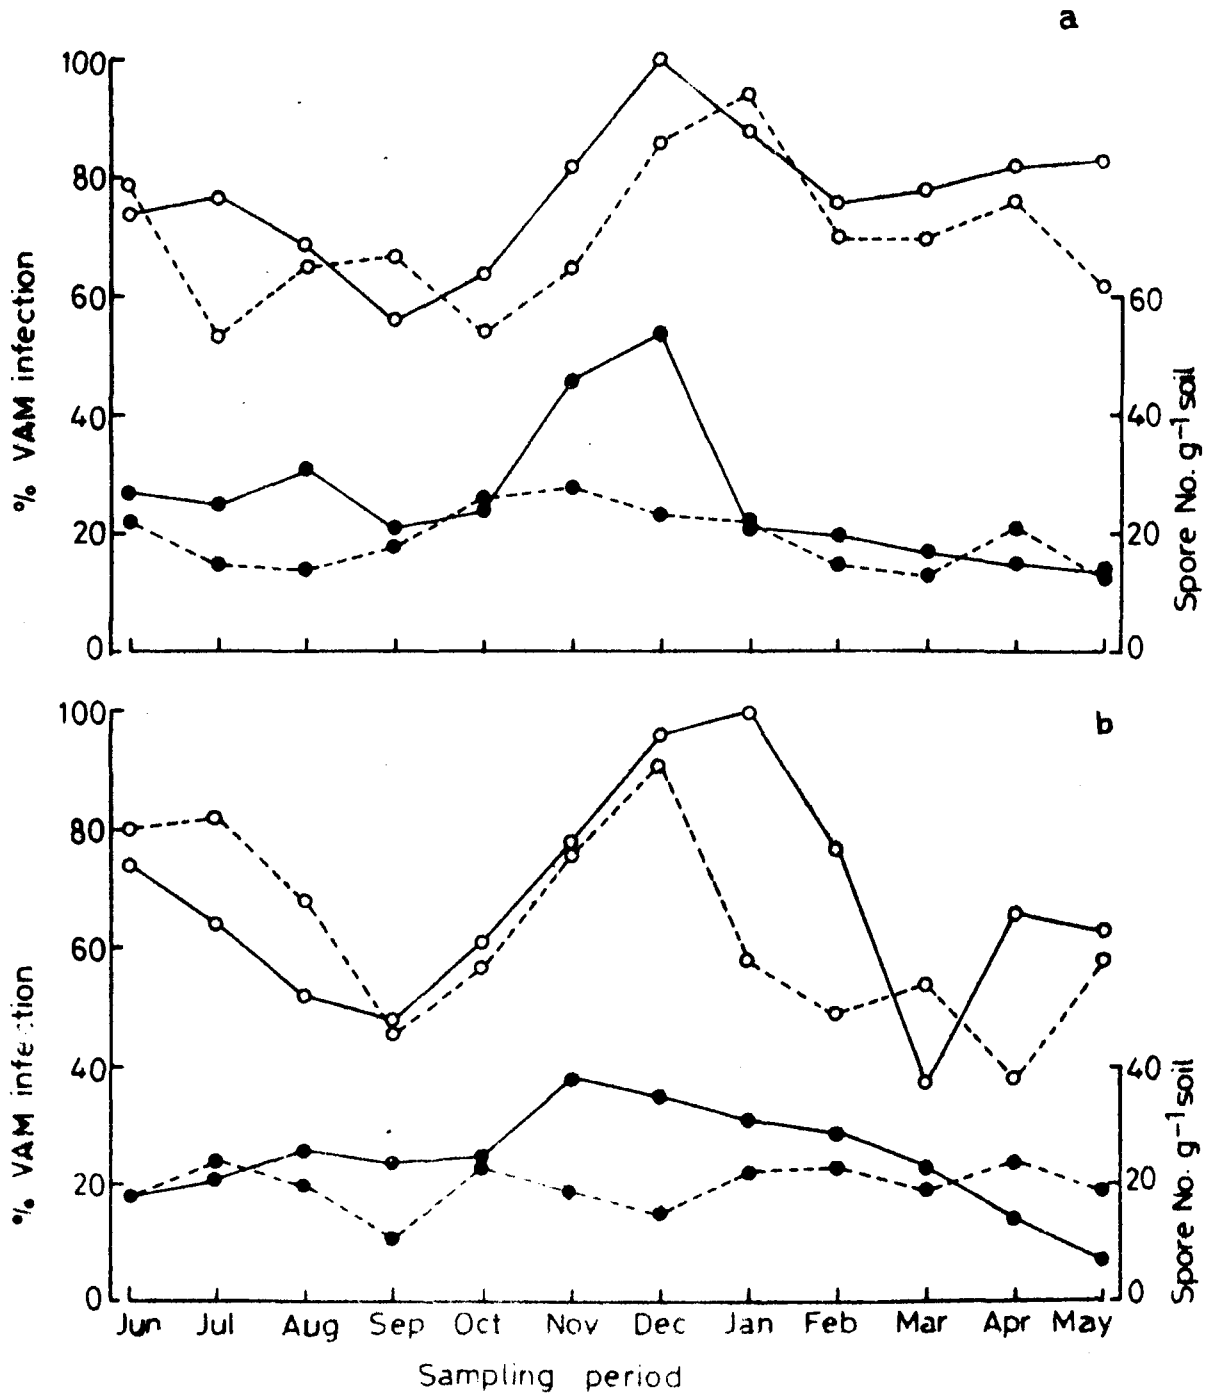 a
100
80
60
40
20
0
% VAM infection
60
40
20
0
Spore No. g⁻¹ soil
b
100
80
60
40
20
0
% VAM infection
40
20
0
Spore No. g⁻¹ soil
Jun Jul Aug Sep Oct Nov Dec Jan Feb Mar Apr May
Sampling period